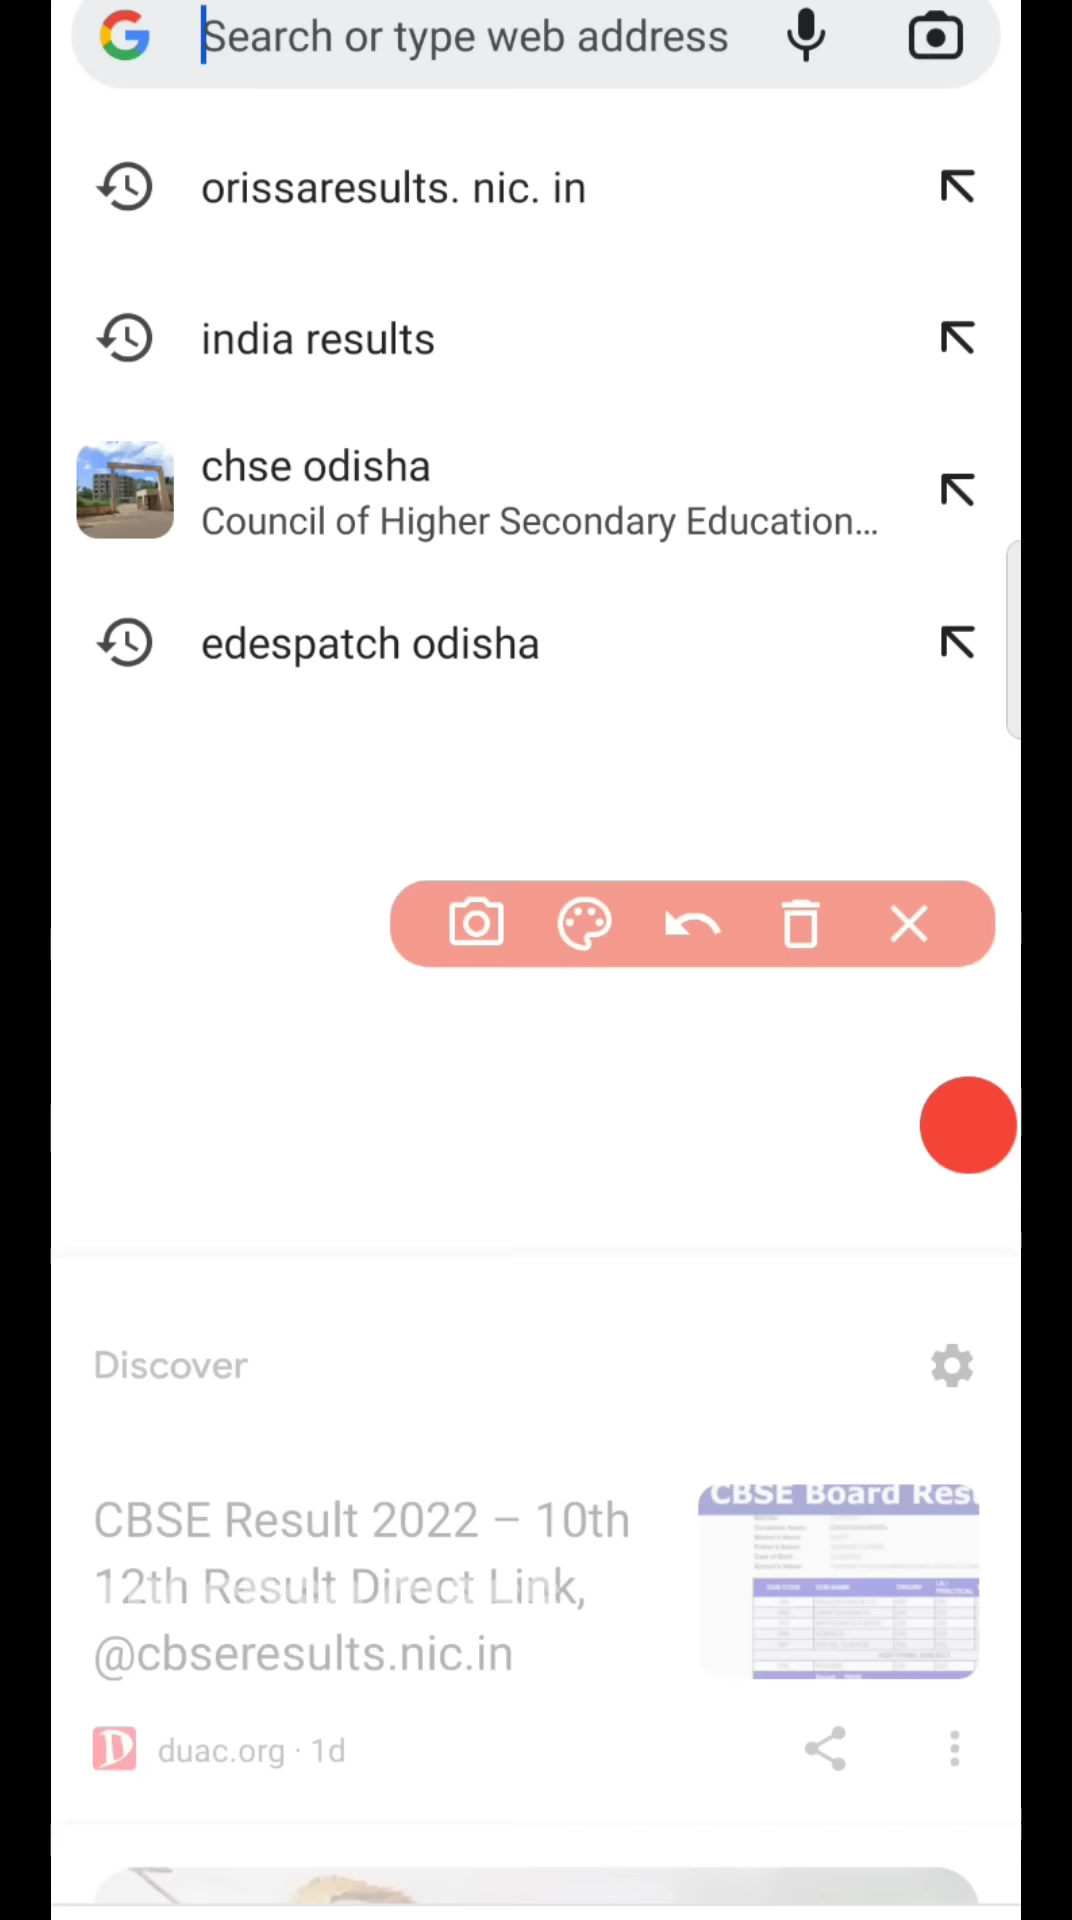 Search or type web address
orissaresults. nic. in
india results
chse odisha
Council of Higher Secondary Education...
edespatch odisha
Discover
CBSE Result 2022 – 10th
12th Result Direct Link,
@cbseresults.nic.in
CBSE Board Res
duac.org · 1d